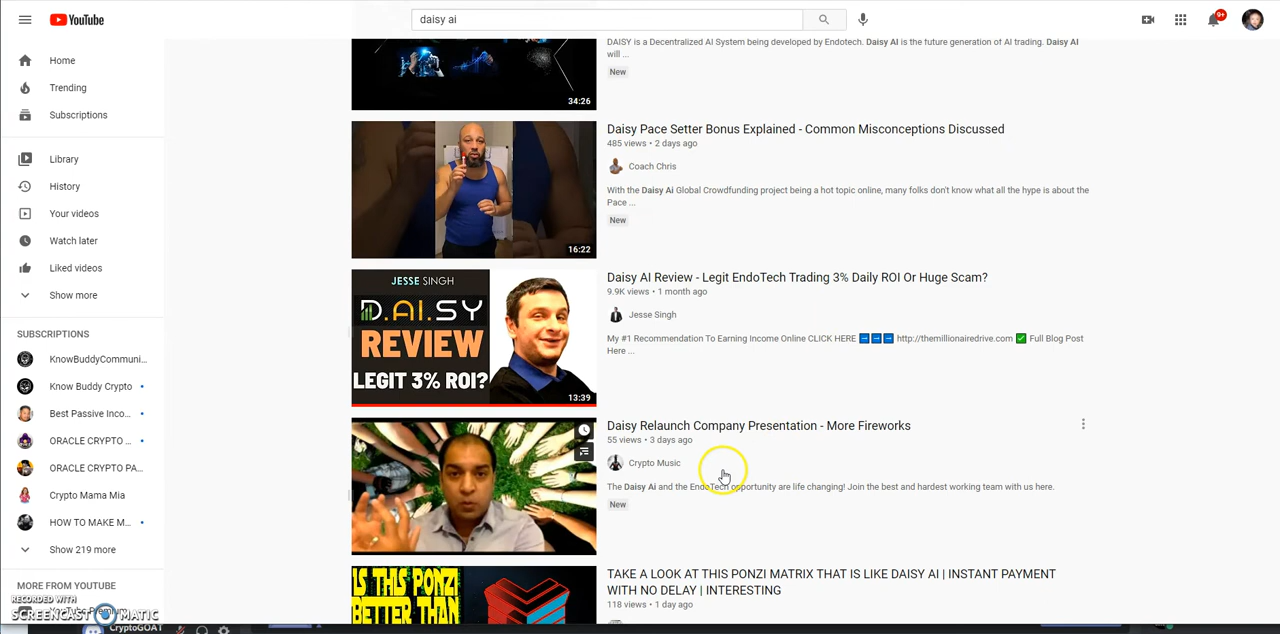 YouTube
daisy ai
9+
Home
Trending
Subscriptions
Library
History
Your videos
Watch later
Liked videos
Show more
SUBSCRIPTIONS
KnowBuddyCommuni...
Know Buddy Crypto
Best Passive Inco...
ORACLE CRYPTO ...
ORACLE CRYPTO PA...
Crypto Mama Mia
HOW TO MAKE M...
Show 219 more
MORE FROM YOUTUBE
YouTube Premium
RECORDED WITH
SCREENCAST MATIC
CryptoGOAT
34:26
DAISY is a Decentralized AI System being developed by Endotech. Daisy AI is the future generation of AI trading. Daisy AI
will ...
New
16:22
Daisy Pace Setter Bonus Explained - Common Misconceptions Discussed
485 views • 2 days ago
Coach Chris
With the Daisy Ai Global Crowdfunding project being a hot topic online, many folks don't know what all the hype is about the
Pace ...
New
JESSE SINGH
D.AI.SY
REVIEW
LEGIT 3% ROI?
13:39
Daisy AI Review - Legit EndoTech Trading 3% Daily ROI Or Huge Scam?
9.9K views • 1 month ago
Jesse Singh
My #1 Recommendation To Earning Income Online CLICK HERE ➡➡➡ http://themillionairedrive.com ✅ Full Blog Post
Here ...
Daisy Relaunch Company Presentation - More Fireworks
55 views • 3 days ago
Crypto Music
The Daisy Ai and the EndoTech opportunity are life changing! Join the best and hardest working team with us here.
New
IS THIS PONZI
BETTER THAN
TAKE A LOOK AT THIS PONZI MATRIX THAT IS LIKE DAISY AI | INSTANT PAYMENT
WITH NO DELAY | INTERESTING
118 views • 1 day ago